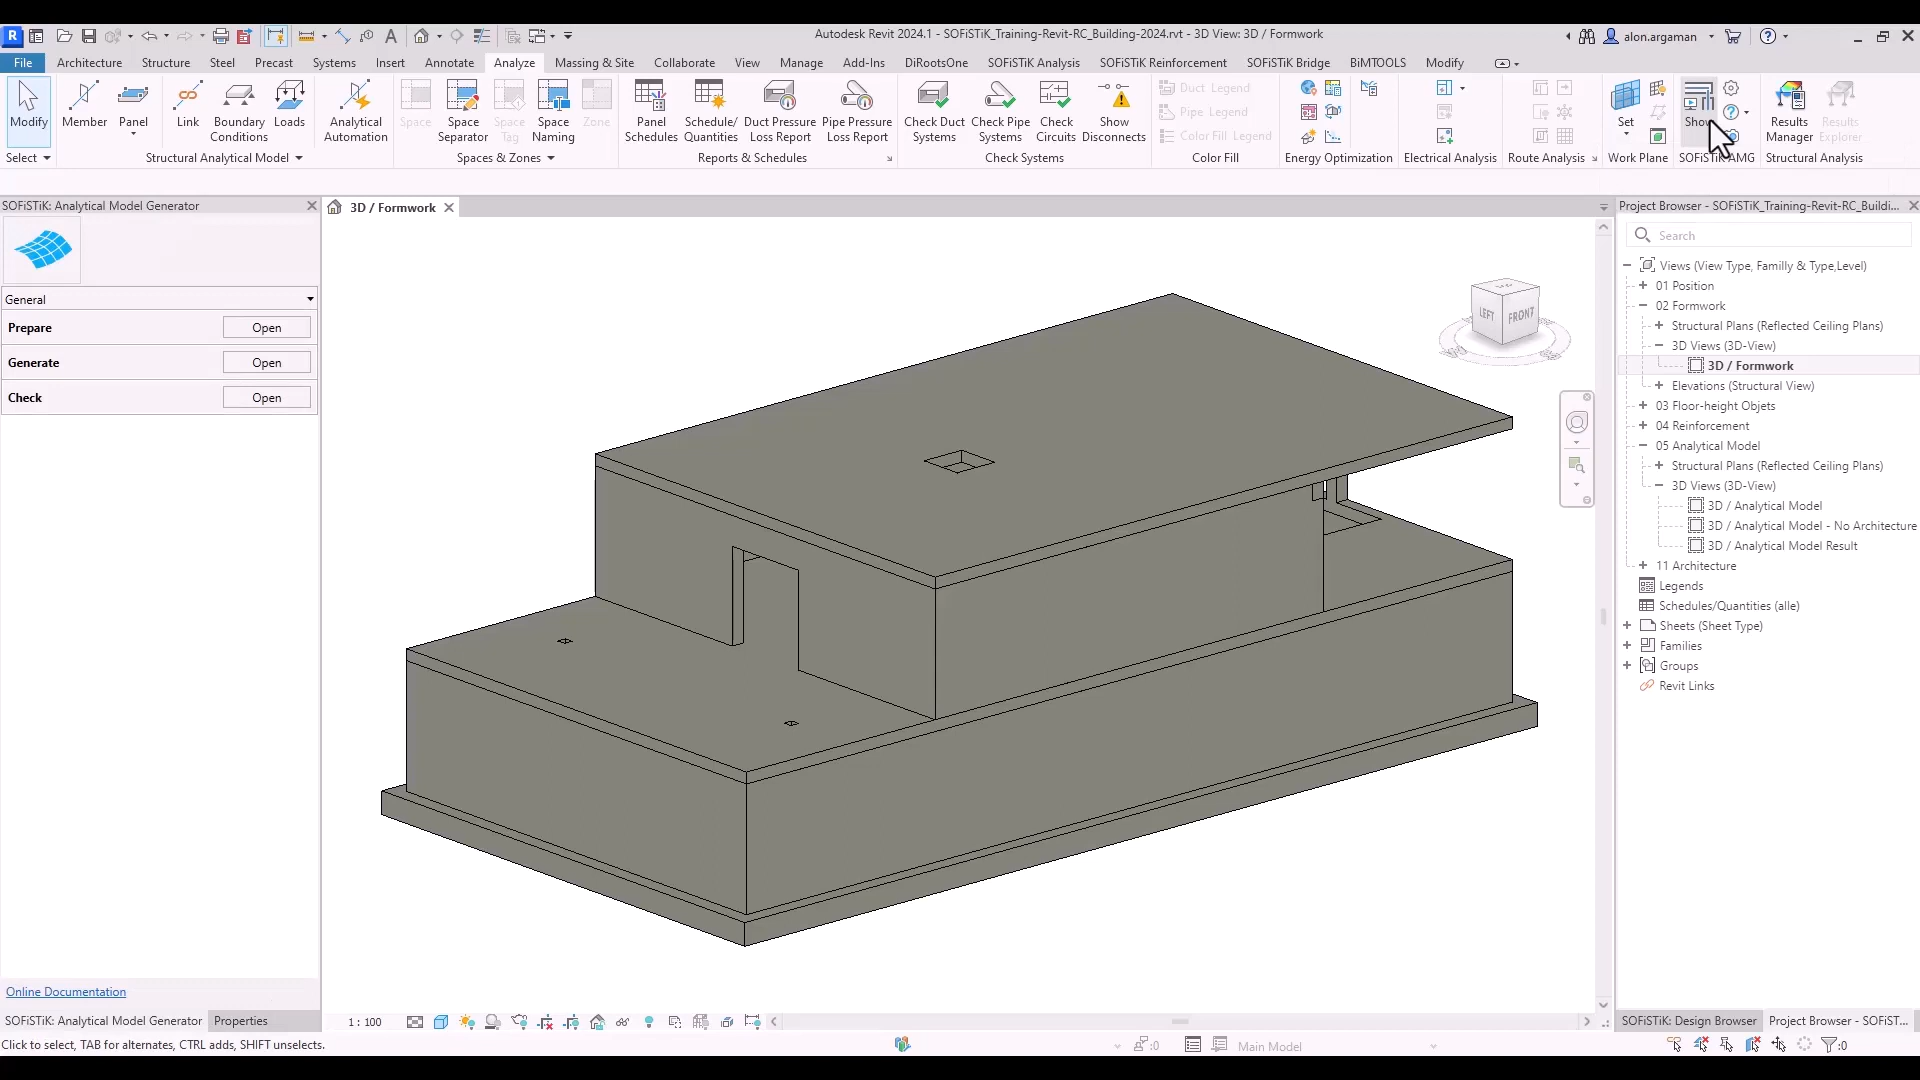 Autodesk Revit 2024.1 - SOFiSTiK_Training-Revit-RC_Building-2024.rvt - 3D View: 3D / Formwork
alon.argaman
File Architecture Structure Steel Precast Systems Insert Annotate Analyze Massing & Site Collaborate View Manage Add-Ins DiRootsOne SOFiSTiK Analysis SOFiSTiK Reinforcement SOFiSTiK Bridge BiMTOOLS Modify
Modify
Member
Panel
Link
Boundary
Conditions
Loads
Analytical
Automation
Space
Space
Separator
Space
Tag
Space
Naming
Zone
Panel
Schedules
Schedule/
Quantities
Duct Pressure
Loss Report
Pipe Pressure
Loss Report
Check Duct
Systems
Check Pipe
Systems
Check
Circuits
Show
Disconnects
Duct Legend
Pipe Legend
Color Fill Legend
Set
Results
Manager
Results
Explorer
Select Structural Analytical Model Spaces & Zones Reports & Schedules Check Systems Color Fill Energy Optimization Electrical Analysis Route Analysis Work Plane Structural Analysis
SOFiSTiK: Analytical Model Generator
General
Prepare Open
Generate Open
Check Open
Online Documentation
SOFiSTiK: Analytical Model Generator Properties
Click to select, TAB for alternates, CTRL adds, SHIFT unselects.
3D / Formwork
LEFT
FRONT
1 : 100
:0
Main Model
Project Browser - SOFiSTiK_Training-Revit-RC_Buildi...
Search
Views (View Type, Familly & Type,Level)
01 Position
02 Formwork
Structural Plans (Reflected Ceiling Plans)
3D Views (3D-View)
3D / Formwork
Elevations (Structural View)
03 Floor-height Objets
04 Reinforcement
05 Analytical Model
Structural Plans (Reflected Ceiling Plans)
3D Views (3D-View)
3D / Analytical Model
3D / Analytical Model - No Architecture
3D / Analytical Model Result
11 Architecture
Legends
Schedules/Quantities (alle)
Sheets (Sheet Type)
Families
Groups
Revit Links
SOFiSTiK: Design Browser Project Browser - SOFiST...
:0